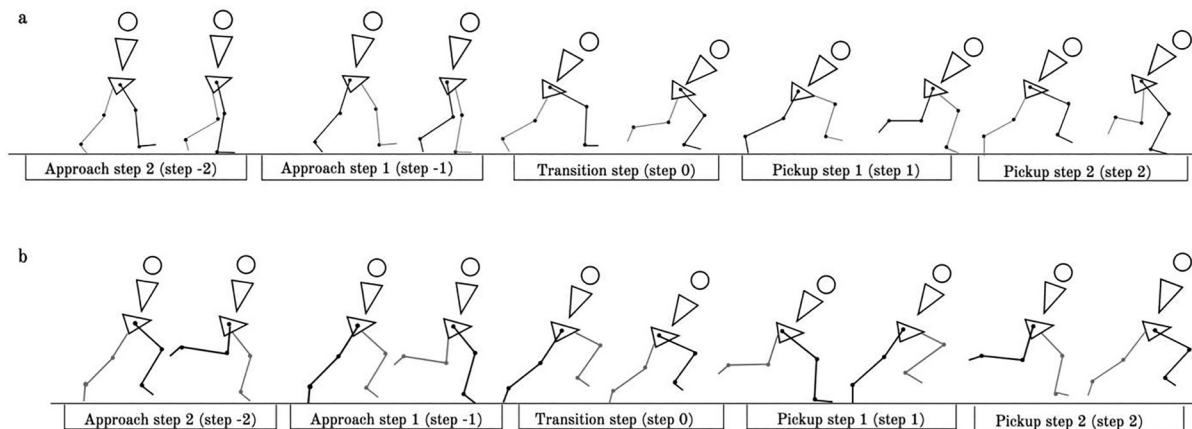 a
Approach step 2 (step -2)
Approach step 1 (step -1)
Transition step (step 0)
Pickup step 1 (step 1)
Pickup step 2 (step 2)
b
Approach step 2 (step -2)
Approach step 1 (step -1)
Transition step (step 0)
Pickup step 1 (step 1)
Pickup step 2 (step 2)